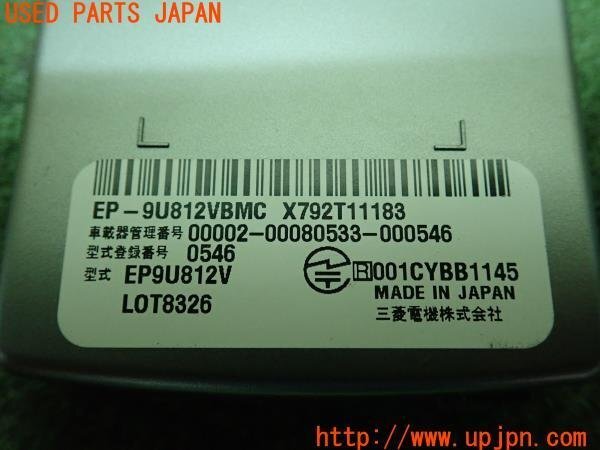 USED PARTS JAPAN
EP-9U812VBMC X792T11183
車載器管理番号 00002-00080533-000546
型式登録番号 0546
型式 EP9U812V
R 001CYBB1145
LOT8326
MADE IN JAPAN
三菱電機株式会社
http://www.upjpn.com/